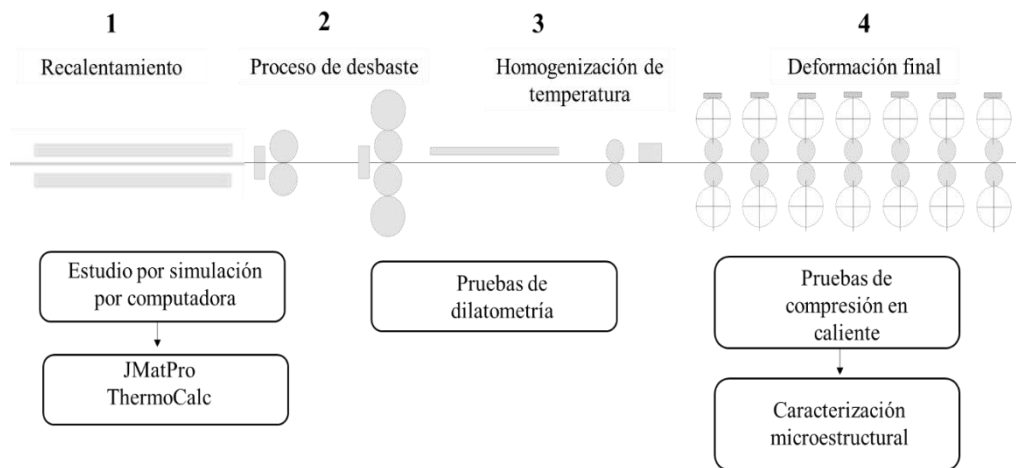 1
Recalentamiento
2
Proceso de desbaste
3
Homogenización de
temperatura
4
Deformación final
Estudio por simulación
por computadora
JMatPro
ThermoCalc
Pruebas de
dilatometría
Pruebas de
compresión en
caliente
Caracterización
microestructural